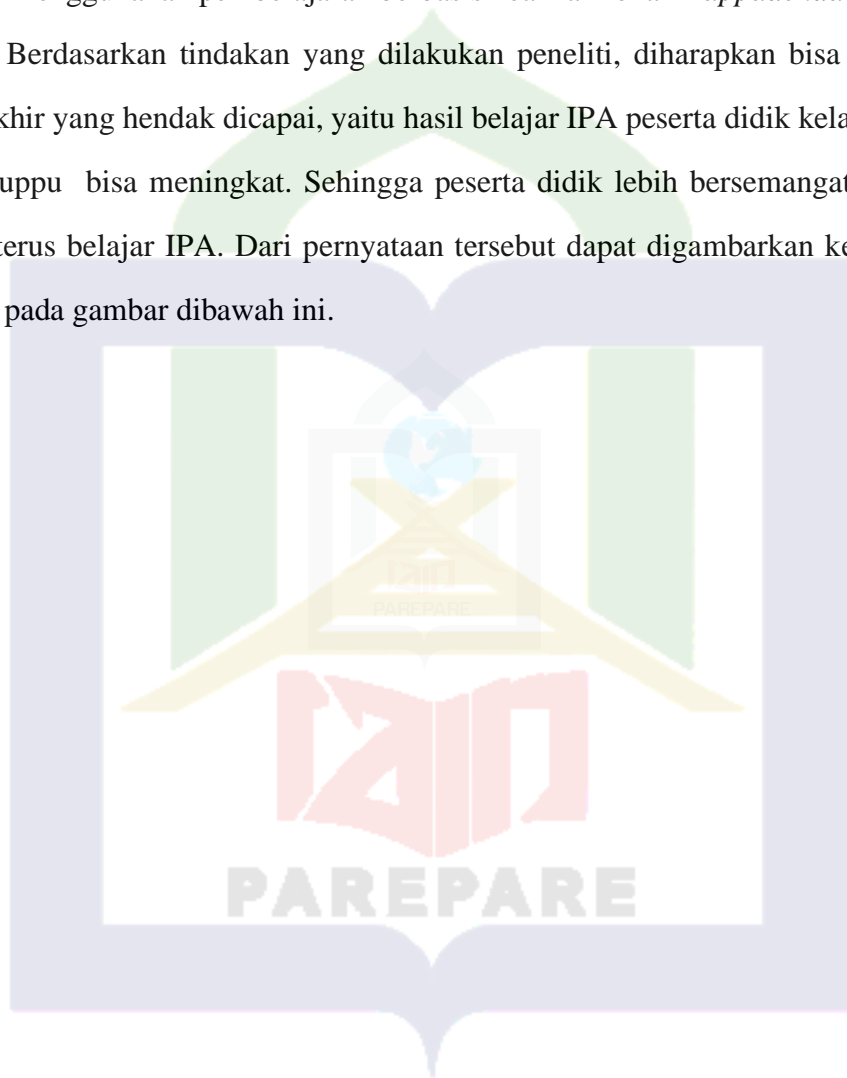 Berdasarkan tindakan yang dilakukan peneliti, diharapkan bisa
khir yang hendak dicapai, yaitu hasil belajar IPA peserta didik kela
uppu bisa meningkat. Sehingga peserta didik lebih bersemangat
terus belajar IPA. Dari pernyataan tersebut dapat digambarkan ke
pada gambar dibawah ini.
IAIN
PAREPARE
IAIN
PAREPARE